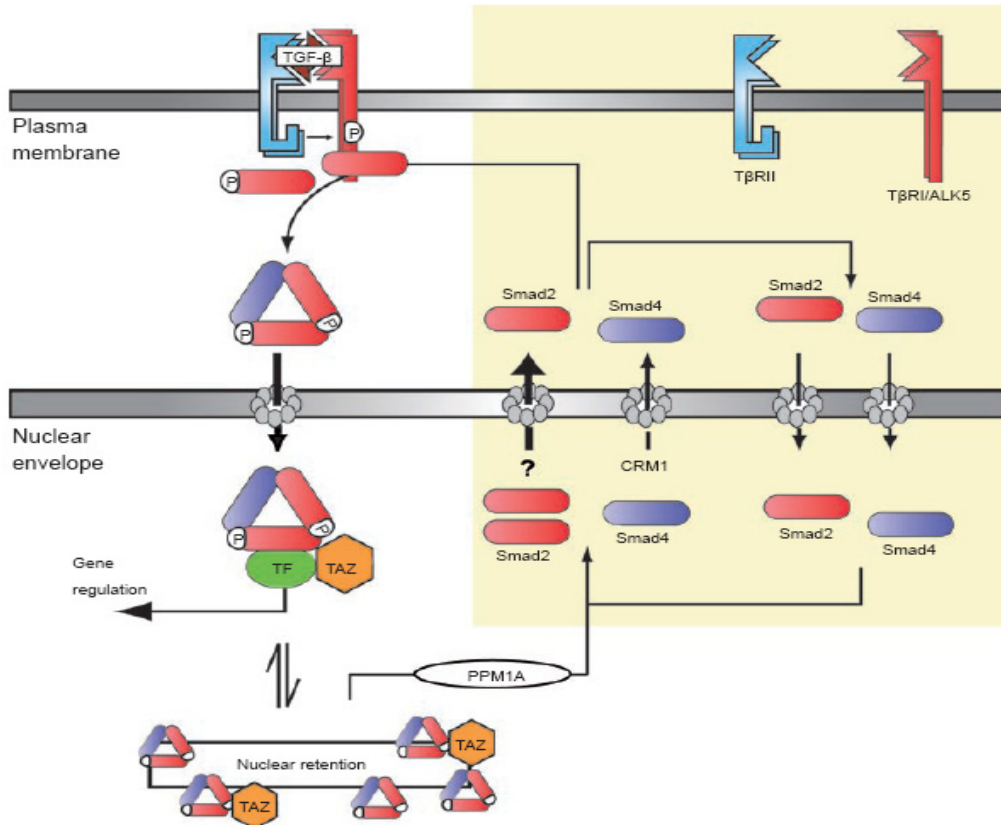 TGF-β
P
Plasma
membrane
P
TβRII
TβRI/ALK5
Smad2
Smad4
Smad2
Smad4
P
P
Nuclear
envelope
?
CRM1
Smad2
Smad4
Smad2
Smad4
P
P
TF
TAZ
Gene
regulation
PPM1A
TAZ
Nuclear retention
TAZ